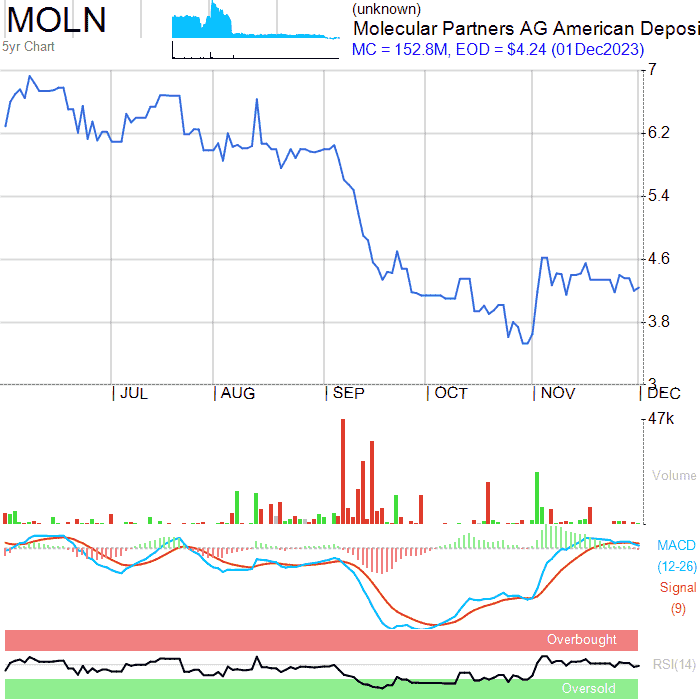 MOLN
5yr Chart
(unknown)
Molecular Partners AG American Deposi
MC = 152.8M, EOD = $4.24 (01Dec2023)
7
6.2
5.4
4.6
3.8
3
JUL AUG SEP OCT NOV DEC
47k
Volume
MACD
(12-26)
Signal
(9)
Overbought
RSI(14)
Oversold